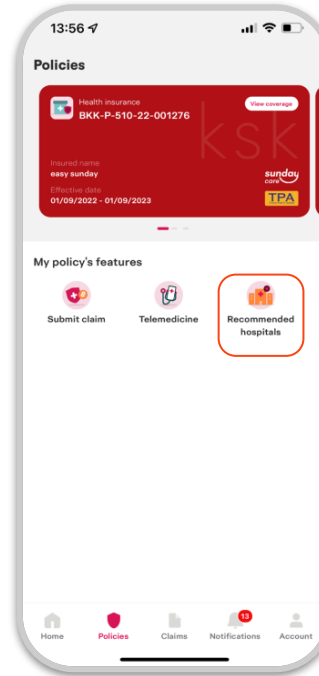 13:56
Policies
Health insurance
BKK-P-510-22-001276
View coverage
ksk
Insured name
easy sunday
sunday
care
Effective date
01/09/2022 - 01/09/2023
TPA
My policy's features
Submit claim
Telemedicine
Recommended
hospitals
13
Home
Policies
Claims
Notifications
Account